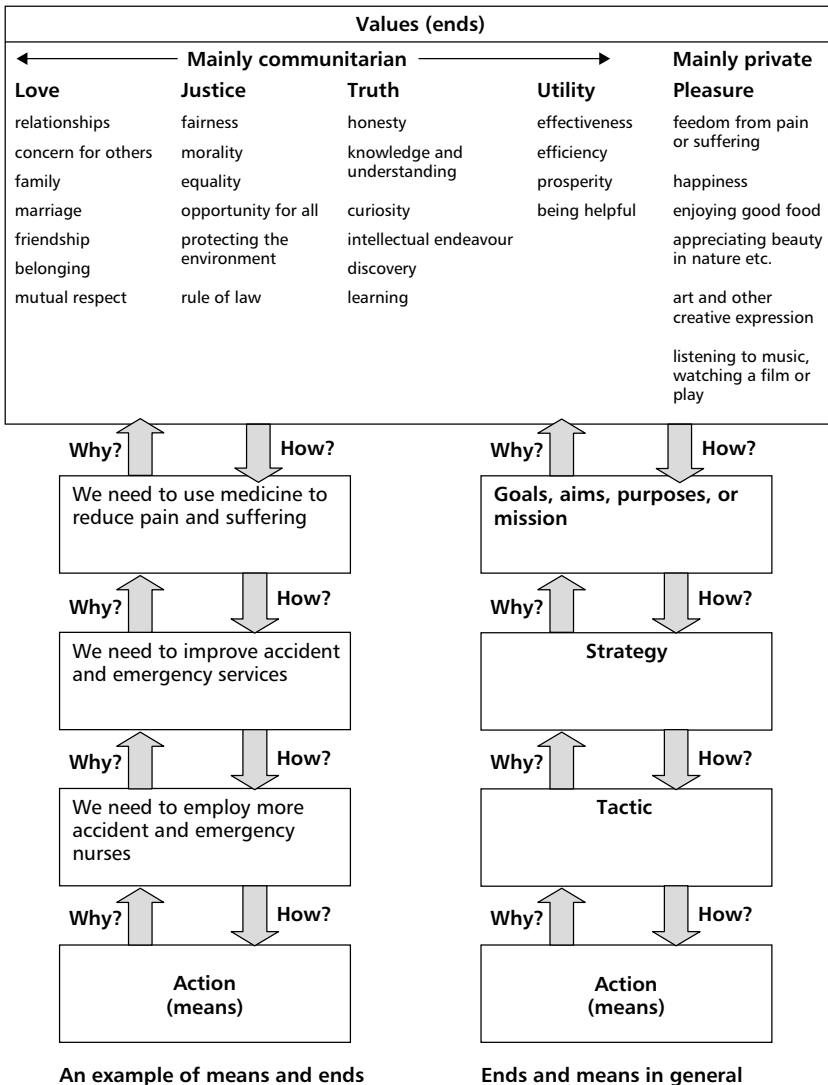 Values (ends)
Mainly communitarian
Mainly private
Love
relationships
concern for others
family
marriage
friendship
belonging
mutual respect
Justice
fairness
morality
equality
opportunity for all
protecting the
environment
rule of law
Truth
honesty
knowledge and
understanding
curiosity
intellectual endeavour
discovery
learning
Utility
effectiveness
efficiency
prosperity
being helpful
Pleasure
feedom from pain
or suffering
happiness
enjoying good food
appreciating beauty
in nature etc.
art and other
creative expression
listening to music,
watching a film or
play
Why?
How?
We need to use medicine to
reduce pain and suffering
Why?
How?
We need to improve accident
and emergency services
Why?
How?
We need to employ more
accident and emergency
nurses
Why?
How?
Action
(means)
An example of means and ends
Why?
How?
Goals, aims, purposes, or
mission
Why?
How?
Strategy
Why?
How?
Tactic
Why?
How?
Action
(means)
Ends and means in general